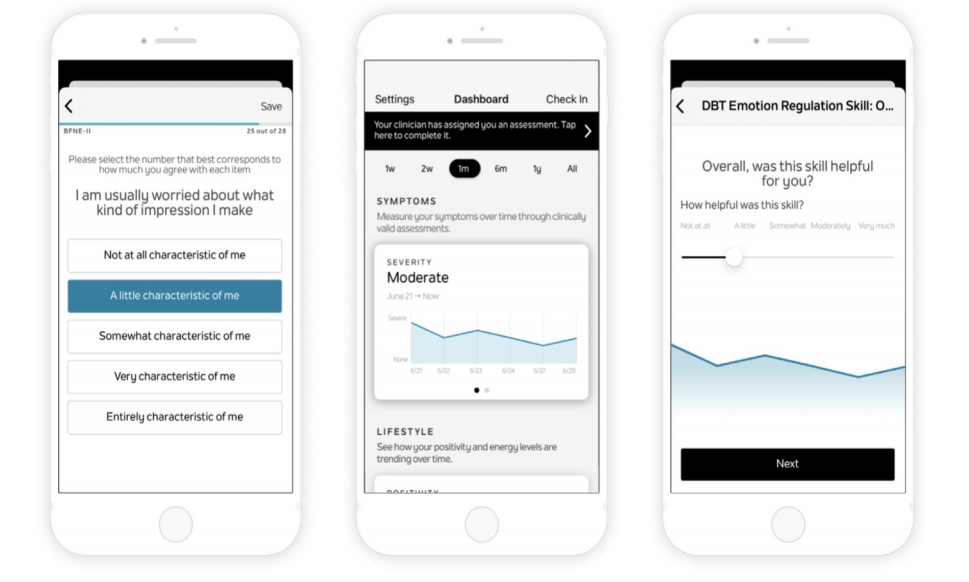 Save
BFNE-II
25 out of 28
Please select the number that best corresponds to
how much you agree with each item
I am usually worried about what
kind of impression I make
Not at all characteristic of me
A little characteristic of me
Somewhat characteristic of me
Very characteristic of me
Entirely characteristic of me
Settings
Dashboard
Check In
Your clinician has assigned you an assessment. Tap
here to complete it.
1w
2w
1m
6m
1y
All
SYMPTOMS
Measure your symptoms over time through clinically
valid assessments.
SEVERITY
Moderate
June 21 → Now
Severe
None
6/21
6/22
6/23
6/24
6/27
6/28
LIFESTYLE
See how your positivity and energy levels are
trending over time.
POSITIVITY
DBT Emotion Regulation Skill: O...
Overall, was this skill helpful
for you?
How helpful was this skill?
Not at all
A little
Somewhat
Moderately
Very much
Next